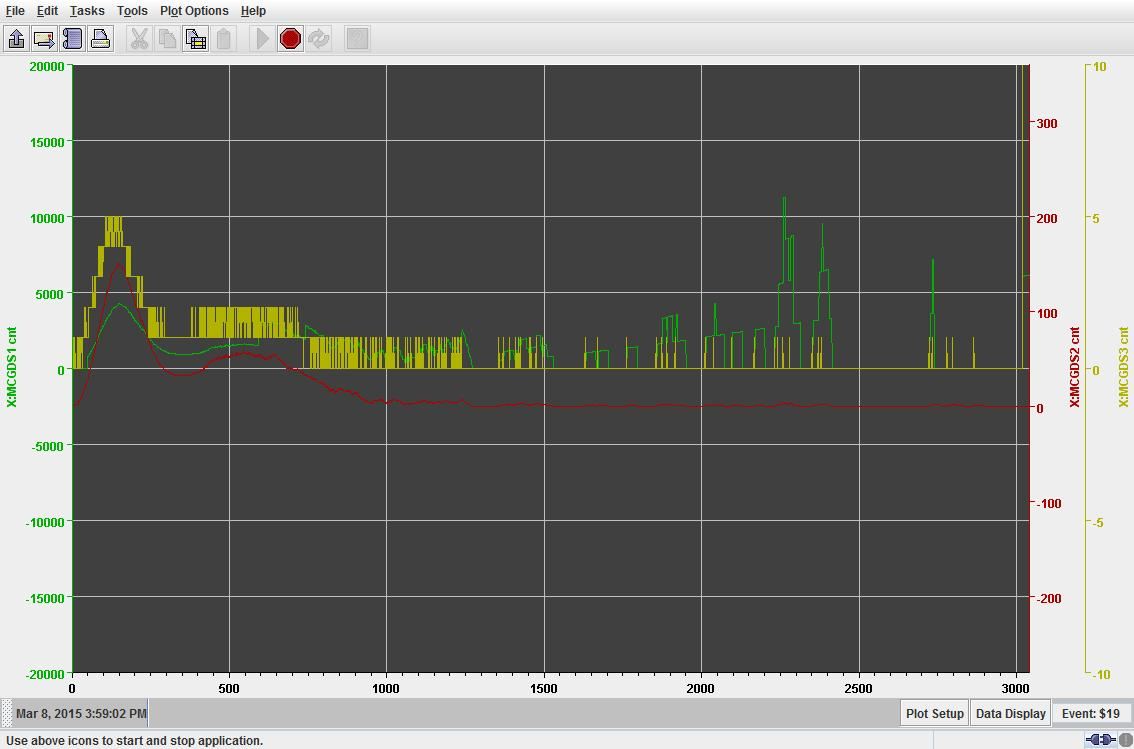 File Edit Tasks Tools Plot Options Help
20000
15000
10000
5000
0
-5000
-10000
-15000
-20000
X:MCGDS1 cnt
300
200
100
0
-100
-200
X:MCGDS2 cnt
10
5
0
-5
-10
X:MCGDS3 cnt
0 500 1000 1500 2000 2500 3000
Mar 8, 2015 3:59:02 PM Plot Setup Data Display Event: $19
Use above icons to start and stop application.